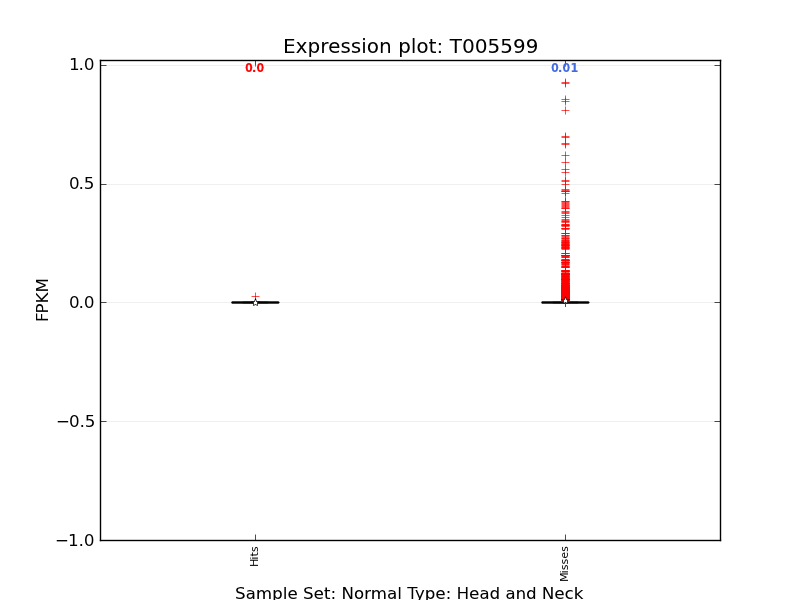 Expression plot: T005599
1.0
0.0
0.01
0.5
0.0
−0.5
−1.0
FPKM
Hits
Misses
Sample Set: Normal Type: Head and Neck